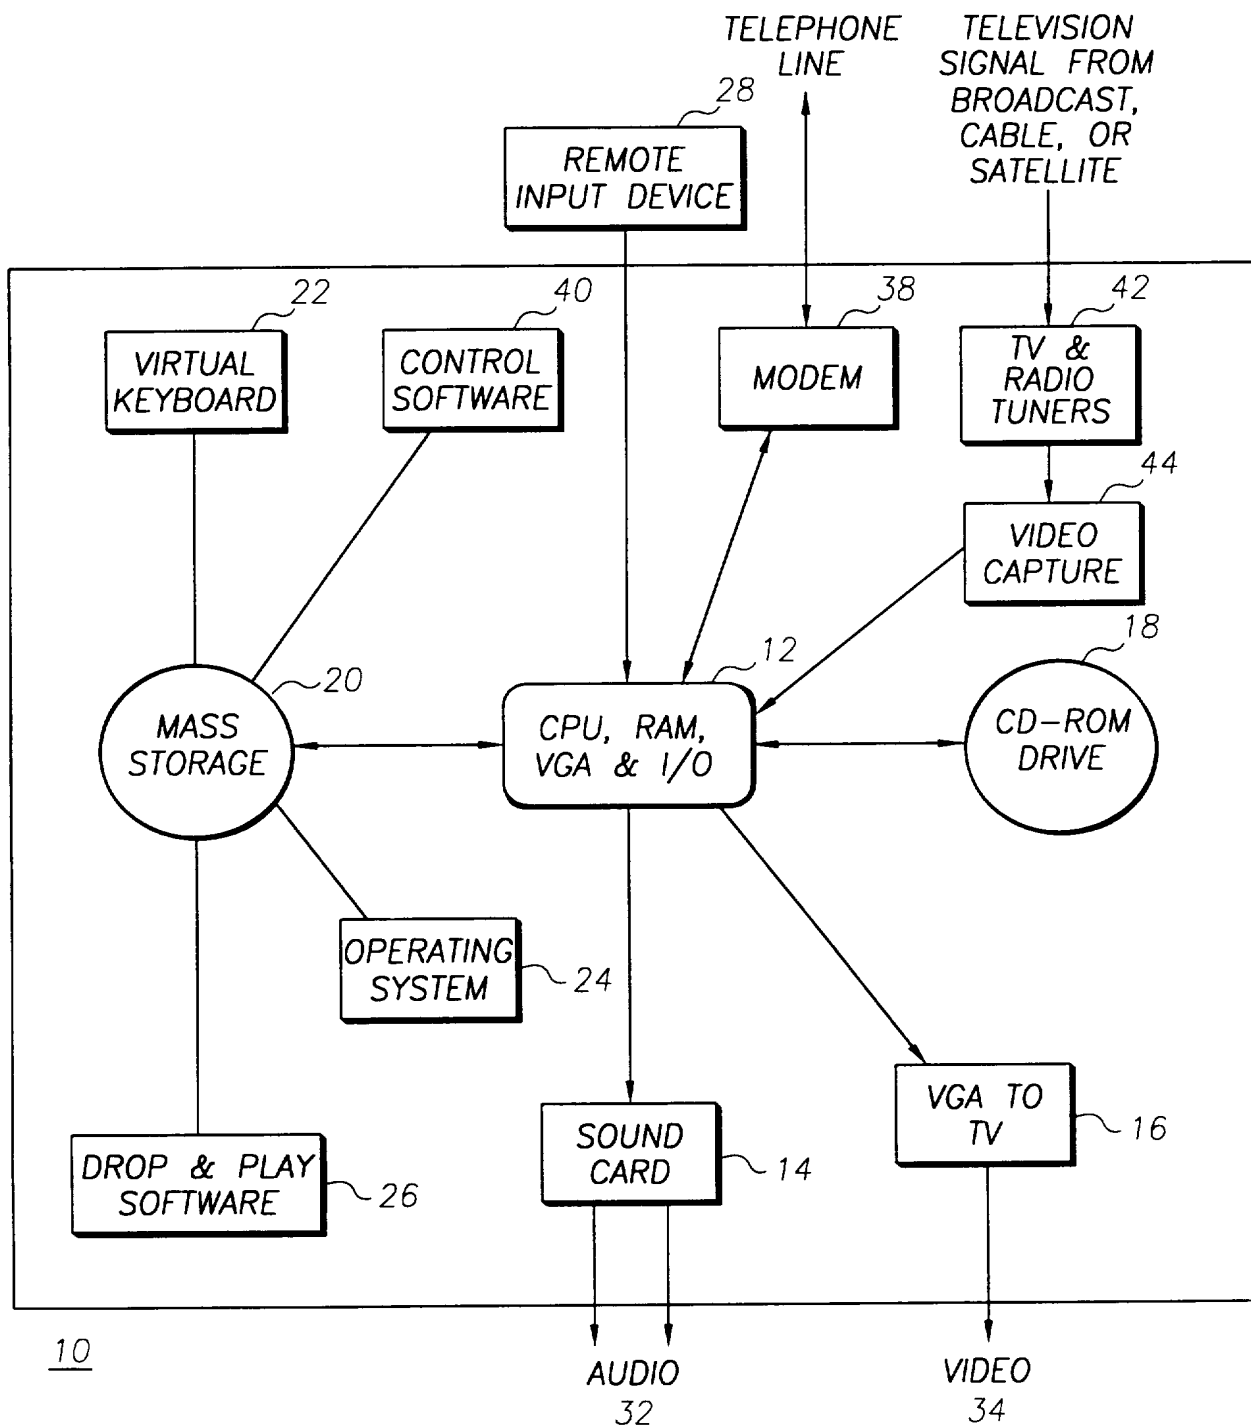 TELEPHONE
LINE
TELEVISION
SIGNAL FROM
BROADCAST,
CABLE, OR
SATELLITE
28
REMOTE
INPUT DEVICE
22
VIRTUAL
KEYBOARD
40
CONTROL
SOFTWARE
38
MODEM
42
TV &
RADIO
TUNERS
44
VIDEO
CAPTURE
20
MASS
STORAGE
12
CPU, RAM,
VGA & I/O
18
CD-ROM
DRIVE
OPERATING
SYSTEM
24
DROP & PLAY
SOFTWARE
26
SOUND
CARD
14
VGA TO
TV
16
10
AUDIO
32
VIDEO
34